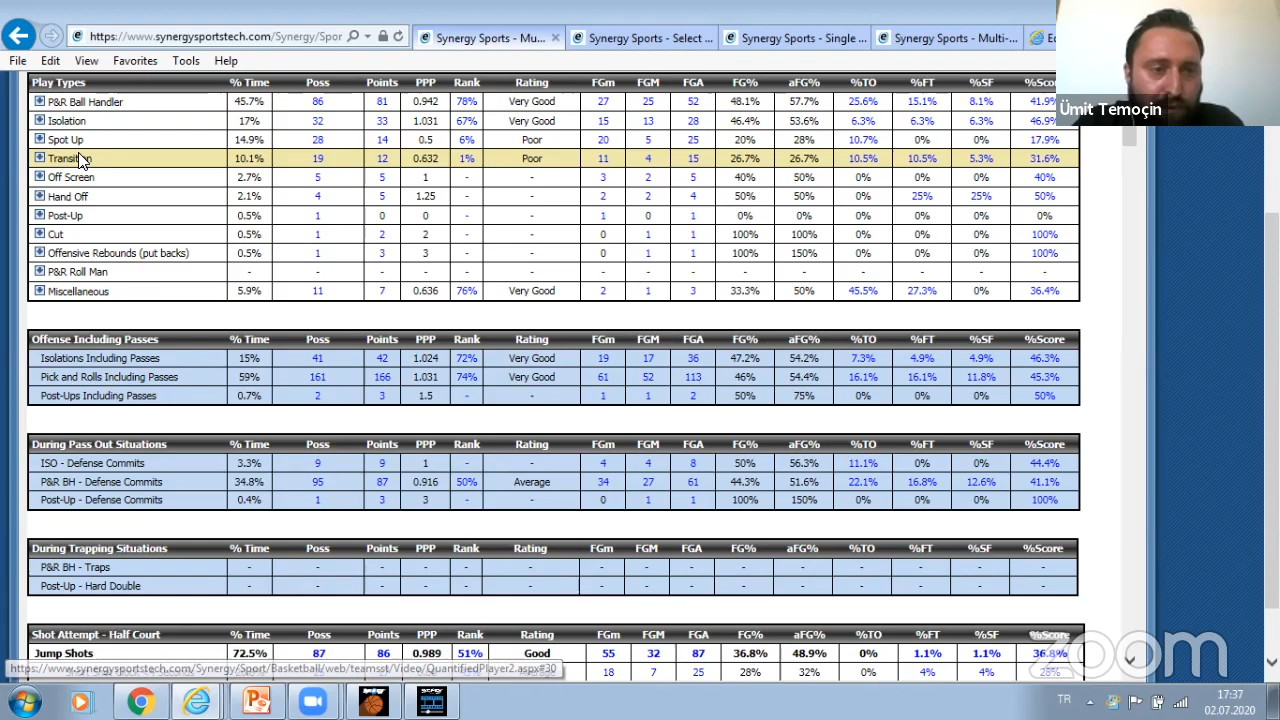 https://www.synergysportstech.com/Synergy/Spor
Synergy Sports - Mu...
Synergy Sports - Select ...
Synergy Sports - Single ...
Synergy Sports - Multi-...
File Edit View Favorites Tools Help
Ümit Temoçin
Play Types % Time Poss Points PPP Rank Rating FGm FGM FGA FG% aFG% %TO %FT %SF %Score
P&R Ball Handler 45.7% 86 81 0.942 78% Very Good 27 25 52 48.1% 57.7% 25.6% 15.1% 8.1% 41.9%
Isolation 17% 32 33 1.031 67% Very Good 15 13 28 46.4% 53.6% 6.3% 6.3% 6.3% 46.9%
Spot Up 14.9% 28 14 0.5 6% Poor 20 5 25 20% 28% 10.7% 0% 0% 17.9%
Transition 10.1% 19 12 0.632 1% Poor 11 4 15 26.7% 26.7% 10.5% 10.5% 5.3% 31.6%
Off Screen 2.7% 5 5 1 - - 3 2 5 40% 50% 0% 0% 0% 40%
Hand Off 2.1% 4 5 1.25 - - 2 2 4 50% 50% 0% 25% 25% 50%
Post-Up 0.5% 1 0 0 - - 1 0 1 0% 0% 0% 0% 0% 0%
Cut 0.5% 1 2 2 - - 0 1 1 100% 100% 0% 0% 0% 100%
Offensive Rebounds (put backs) 0.5% 1 3 3 - - 0 1 1 100% 150% 0% 0% 0% 100%
P&R Roll Man - - - - - - - - - - - - - - -
Miscellaneous 5.9% 11 7 0.636 76% Very Good 2 1 3 33.3% 50% 45.5% 27.3% 0% 36.4%
Offense Including Passes % Time Poss Points PPP Rank Rating FGm FGM FGA FG% aFG% %TO %FT %SF %Score
Isolations Including Passes 15% 41 42 1.024 72% Very Good 19 17 36 47.2% 54.2% 7.3% 4.9% 4.9% 46.3%
Pick and Rolls Including Passes 59% 161 166 1.031 74% Very Good 61 52 113 46% 54.4% 16.1% 16.1% 11.8% 45.3%
Post-Ups Including Passes 0.7% 2 3 1.5 - - 1 1 2 50% 75% 0% 0% 0% 50%
During Pass Out Situations % Time Poss Points PPP Rank Rating FGm FGM FGA FG% aFG% %TO %FT %SF %Score
ISO - Defense Commits 3.3% 9 9 1 - - 4 4 8 50% 56.3% 11.1% 0% 0% 44.4%
P&R BH - Defense Commits 34.8% 95 87 0.916 50% Average 34 27 61 44.3% 51.6% 22.1% 16.8% 12.6% 41.1%
Post-Up - Defense Commits 0.4% 1 3 3 - - 0 1 1 100% 150% 0% 0% 0% 100%
During Trapping Situations % Time Poss Points PPP Rank Rating FGm FGM FGA FG% aFG% %TO %FT %SF %Score
P&R BH - Traps - - - - - - - - - - - - - - -
Post-Up - Hard Double - - - - - - - - - - - - - - -
Shot Attempt - Half Court % Time Poss Points PPP Rank Rating FGm FGM FGA FG% aFG% %TO %FT %SF %Score
Jump Shots 72.5% 87 86 0.989 51% Good 55 32 87 36.8% 48.9% 0% 1.1% 1.1% 36.8%
https://www.synergysportstech.com/Synergy/Sport/Basketball/web/teamsst/Video/QuantifiedPlayer2.aspx#30
18 7 25 28% 32% 0% 4% 4% 28%
zoom
TR
17:37
02.07.2020